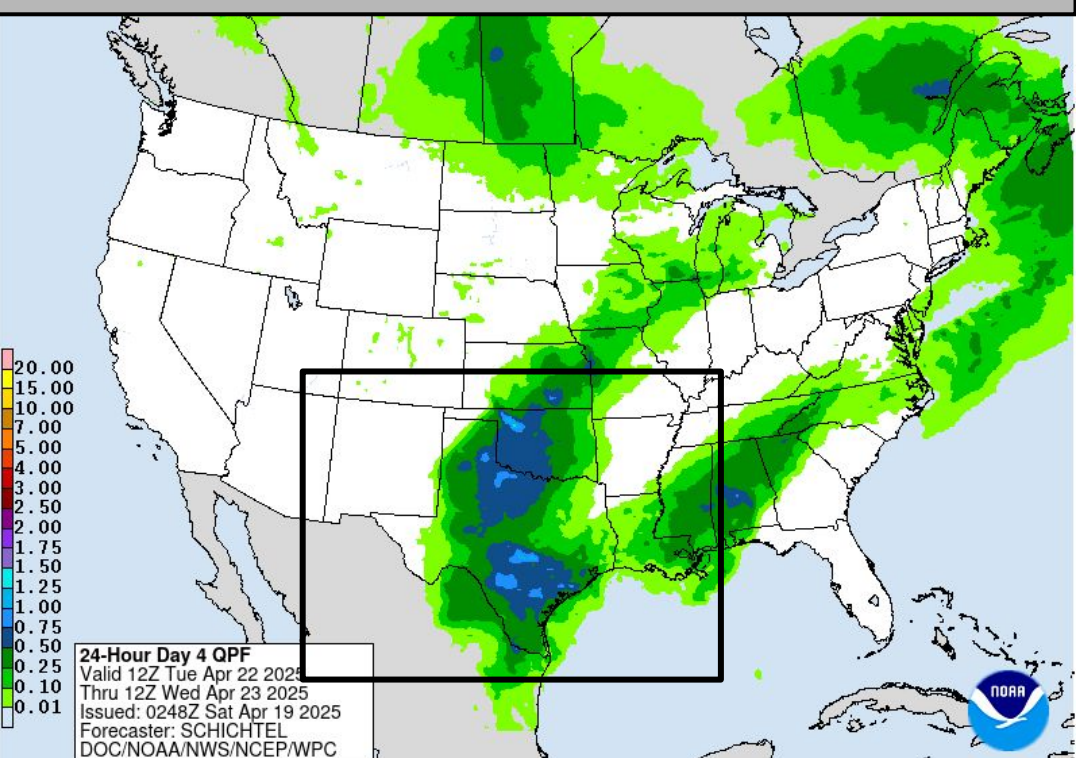 20.00
15.00
10.00
7.00
5.00
4.00
3.00
2.50
2.00
1.75
1.50
1.25
1.00
0.75
0.50
0.25
0.10
0.01
24-Hour Day 4 QPF
Valid 12Z Tue Apr 22 2025
Thru 12Z Wed Apr 23 2025
Issued: 0248Z Sat Apr 19 2025
Forecaster: SCHICHTEL
DOC/NOAA/NWS/NCEP/WPC
NOAA